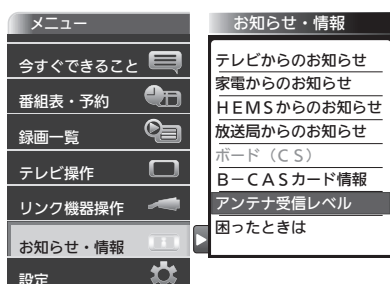 メニュー
今すぐできること
番組表・予約
録画一覧
テレビ操作
リンク機器操作
お知らせ・情報
設定
お知らせ・情報
テレビからのお知らせ
家電からのお知らせ
ＨＥＭＳからのお知らせ
放送局からのお知らせ
ボード（ＣＳ）
Ｂ－ＣＡＳカード情報
アンテナ受信レベル
困ったときは